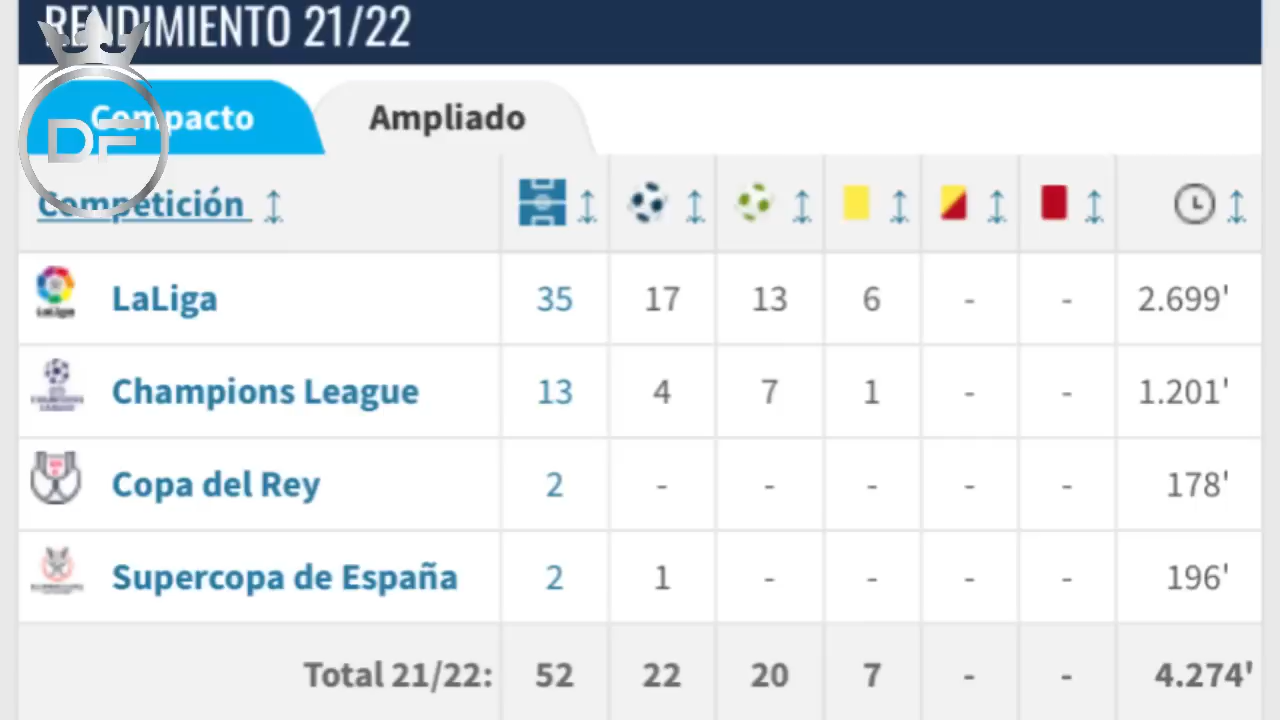 RENDIMIENTO 21/22
Compacto Ampliado
DF
Competición
LaLiga 35 17 13 6 - - 2.699'
Champions League 13 4 7 1 - - 1.201'
Copa del Rey 2 - - - - - 178'
Supercopa de España 2 1 - - - - 196'
Total 21/22: 52 22 20 7 - - 4.274'